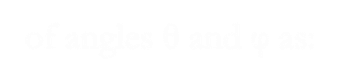 of angles θ and φ as: